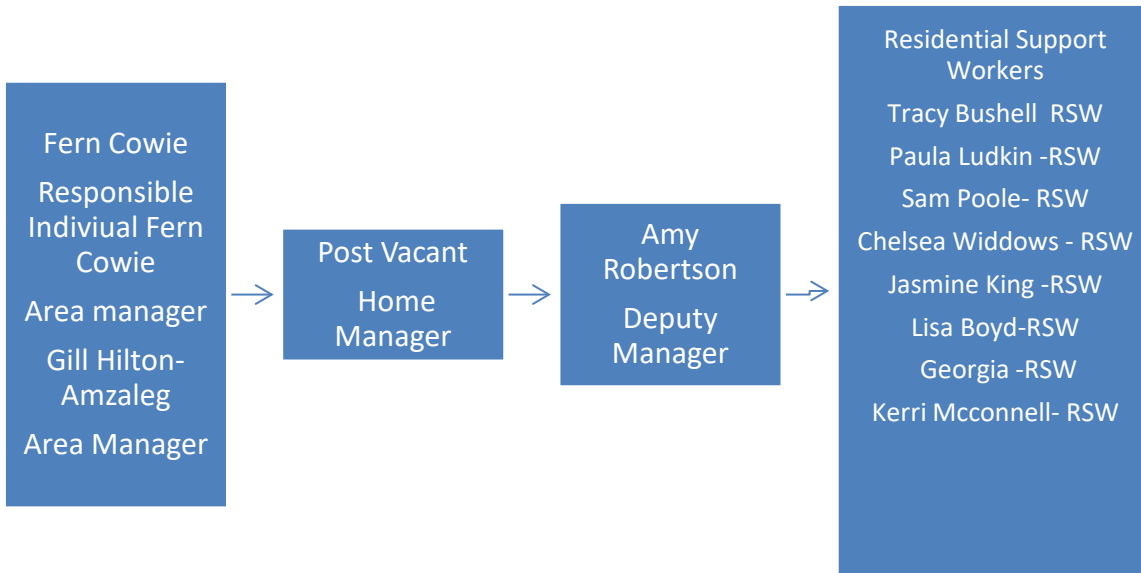 Fern Cowie
Responsible
Indiviual Fern
Cowie
Area manager
Gill Hilton-
Amzaleg
Area Manager
Post Vacant
Home
Manager
Amy
Robertson
Deputy
Manager
Residential Support
Workers
Tracy Bushell  RSW
Paula Ludkin -RSW
Sam Poole- RSW
Chelsea Widdows - RSW
Jasmine King -RSW
Lisa Boyd-RSW
Georgia -RSW
Kerri Mcconnell- RSW